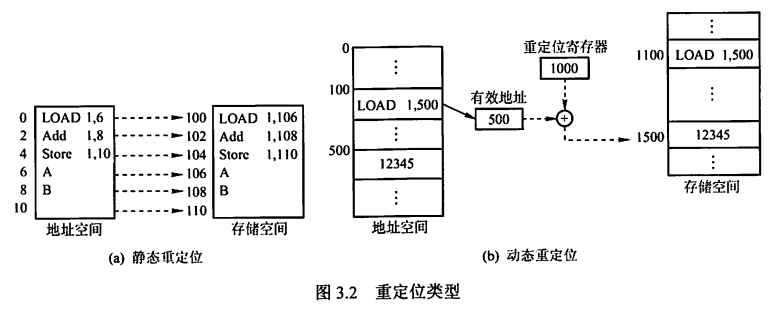 0 LOAD 1,6 100 LOAD 1,106
2 Add 1,8 102 Add 1,108
4 Store 1,10 104 Store 1,110
6 A 106 A
8 B 108 B
10 110
地址空间 存储空间
(a) 静态重定位
0
⋮
100
LOAD 1,500
⋮
500
12345
⋮
地址空间
有效地址
500
重定位寄存器
1000
+
⋮
1100 LOAD 1,500
⋮
1500 12345
⋮
存储空间
(b) 动态重定位
图 3.2 重定位类型